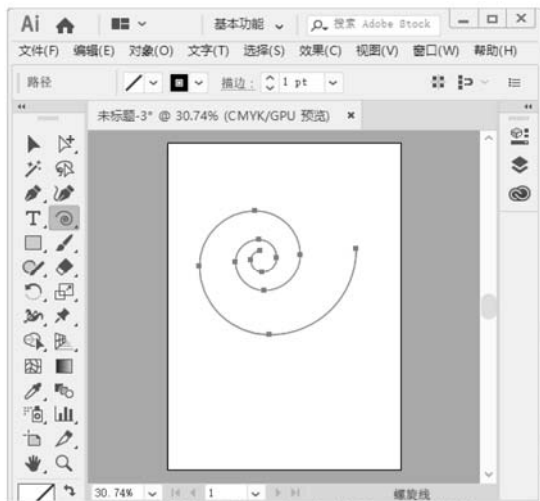 Ai 基本功能 搜索 Adobe Stock
文件(F) 编辑(E) 对象(O) 文字(T) 选择(S) 效果(C) 视图(V) 窗口(W) 帮助(H)
路径 描边: 1 pt
未标题-3* @ 30.74% (CMYK/GPU 预览) ×
30.74% 1 螺旋线